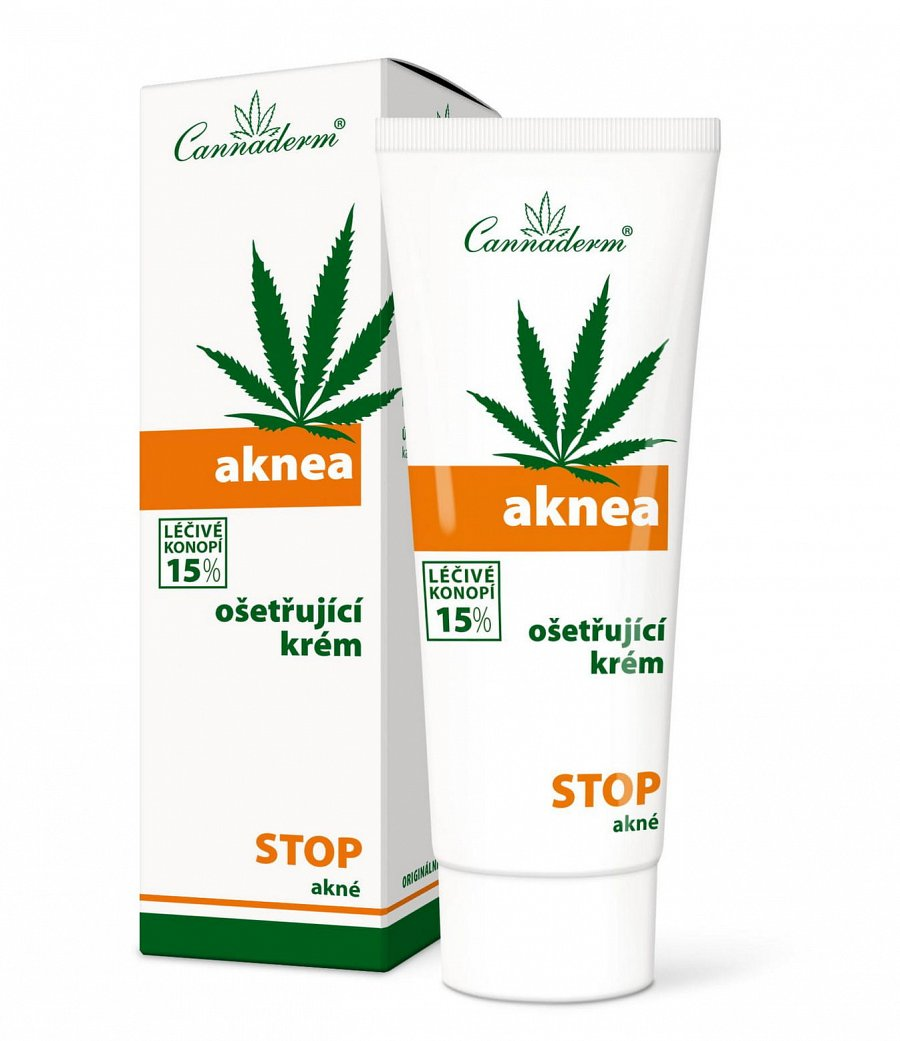 Cannaderm®
aknea
LÉČIVÉ
KONOPÍ
15%
ošetřující
krém
STOP
akné
Cannaderm®
aknea
LÉČIVÉ
KONOPÍ
15%
ošetřující
krém
STOP
akné